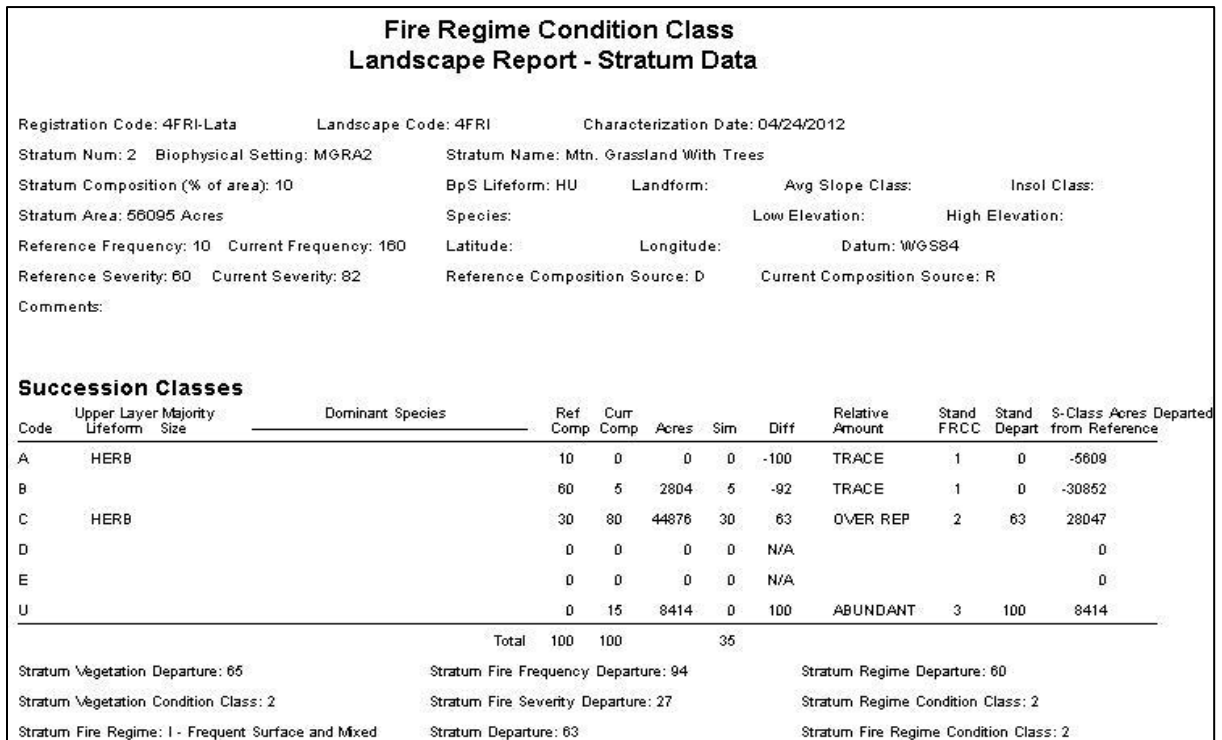 Fire Regime Condition Class
Landscape Report - Stratum Data
Registration Code: 4FRI-Lata Landscape Code: 4FRI Characterization Date: 04/24/2012
Stratum Num: 2 Biophysical Setting: MGRA2 Stratum Name: Mtn. Grassland With Trees
Stratum Composition (% of area): 10 BpS Lifeform: HU Landform: Avg Slope Class: Insol Class:
Stratum Area: 56095 Acres Species: Low Elevation: High Elevation:
Reference Frequency: 10 Current Frequency: 160 Latitude: Longitude: Datum: WGS84
Reference Severity: 60 Current Severity: 82 Reference Composition Source: D Current Composition Source: R
Comments:
Succession Classes
Upper Layer Majority Dominant Species Ref Curr Relative Stand Stand S-Class Acres Departed
Code Lifeform Size Comp Comp Acres Sim Diff Amount FRCC Depart from Reference
A HERB 10 0 0 0 -100 TRACE 1 0 -5609
B 60 5 2804 5 -92 TRACE 1 0 -30852
C HERB 30 80 44876 30 63 OVER REP 2 63 28047
D 0 0 0 0 N/A 0
E 0 0 0 0 N/A 0
U 0 15 8414 0 100 ABUNDANT 3 100 8414
Total 100 100 35
Stratum Vegetation Departure: 65 Stratum Fire Frequency Departure: 94 Stratum Regime Departure: 60
Stratum Vegetation Condition Class: 2 Stratum Fire Severity Departure: 27 Stratum Regime Condition Class: 2
Stratum Fire Regime: I - Frequent Surface and Mixed Stratum Departure: 63 Stratum Fire Regime Condition Class: 2